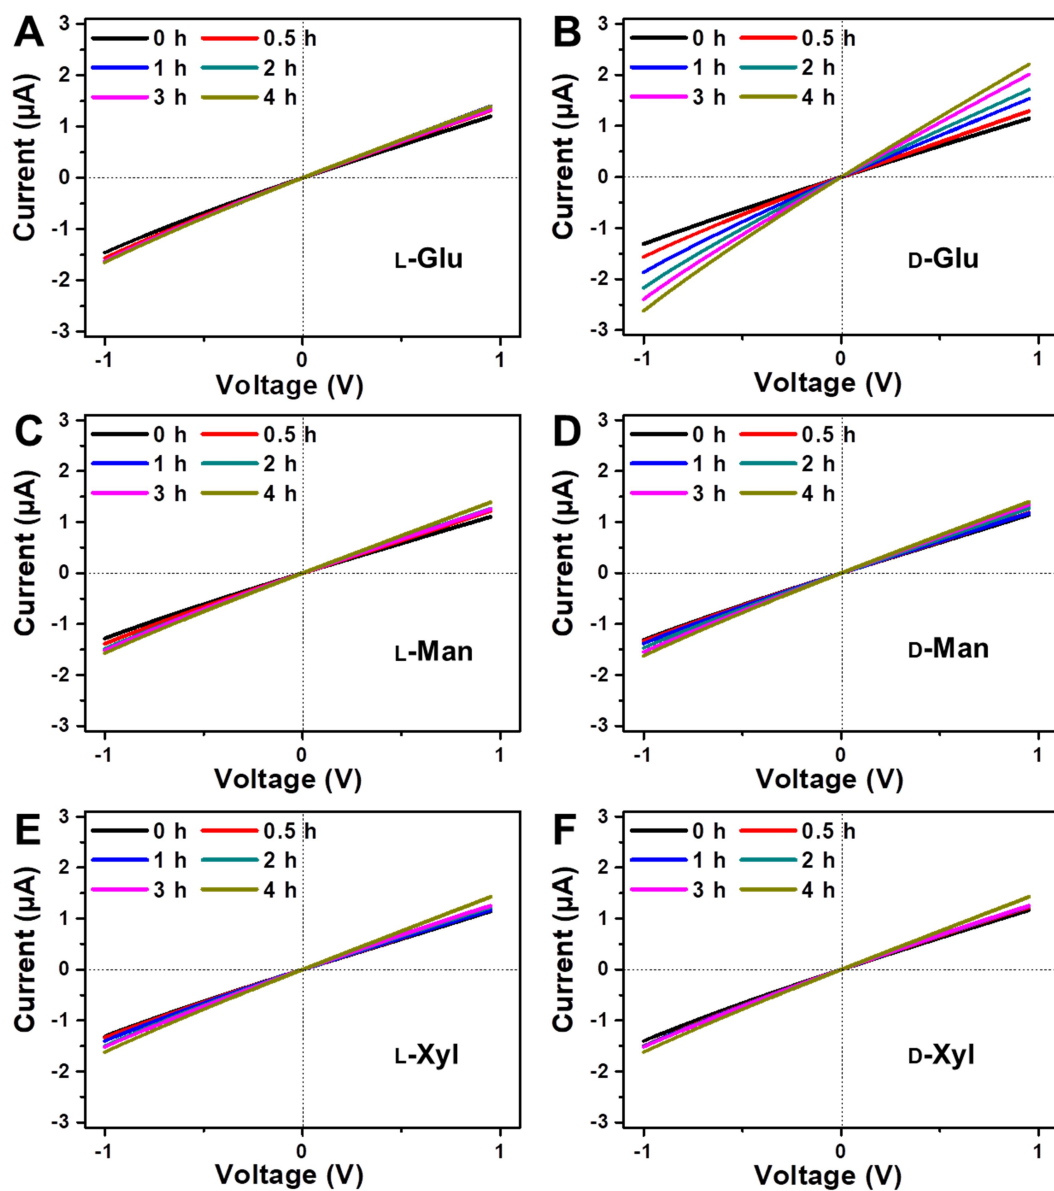 A
0 h 0.5 h
1 h 2 h
3 h 4 h
Current (µA)
3
2
1
0
-1
-2
-3
L-Glu
-1 0 1
Voltage (V)
B
0 h 0.5 h
1 h 2 h
3 h 4 h
Current (µA)
3
2
1
0
-1
-2
-3
D-Glu
-1 0 1
Voltage (V)
C
0 h 0.5 h
1 h 2 h
3 h 4 h
Current (µA)
3
2
1
0
-1
-2
-3
L-Man
-1 0 1
Voltage (V)
D
0 h 0.5 h
1 h 2 h
3 h 4 h
Current (µA)
3
2
1
0
-1
-2
-3
D-Man
-1 0 1
Voltage (V)
E
0 h 0.5 h
1 h 2 h
3 h 4 h
Current (µA)
3
2
1
0
-1
-2
-3
L-Xyl
-1 0 1
Voltage (V)
F
0 h 0.5 h
1 h 2 h
3 h 4 h
Current (µA)
3
2
1
0
-1
-2
-3
D-Xyl
-1 0 1
Voltage (V)